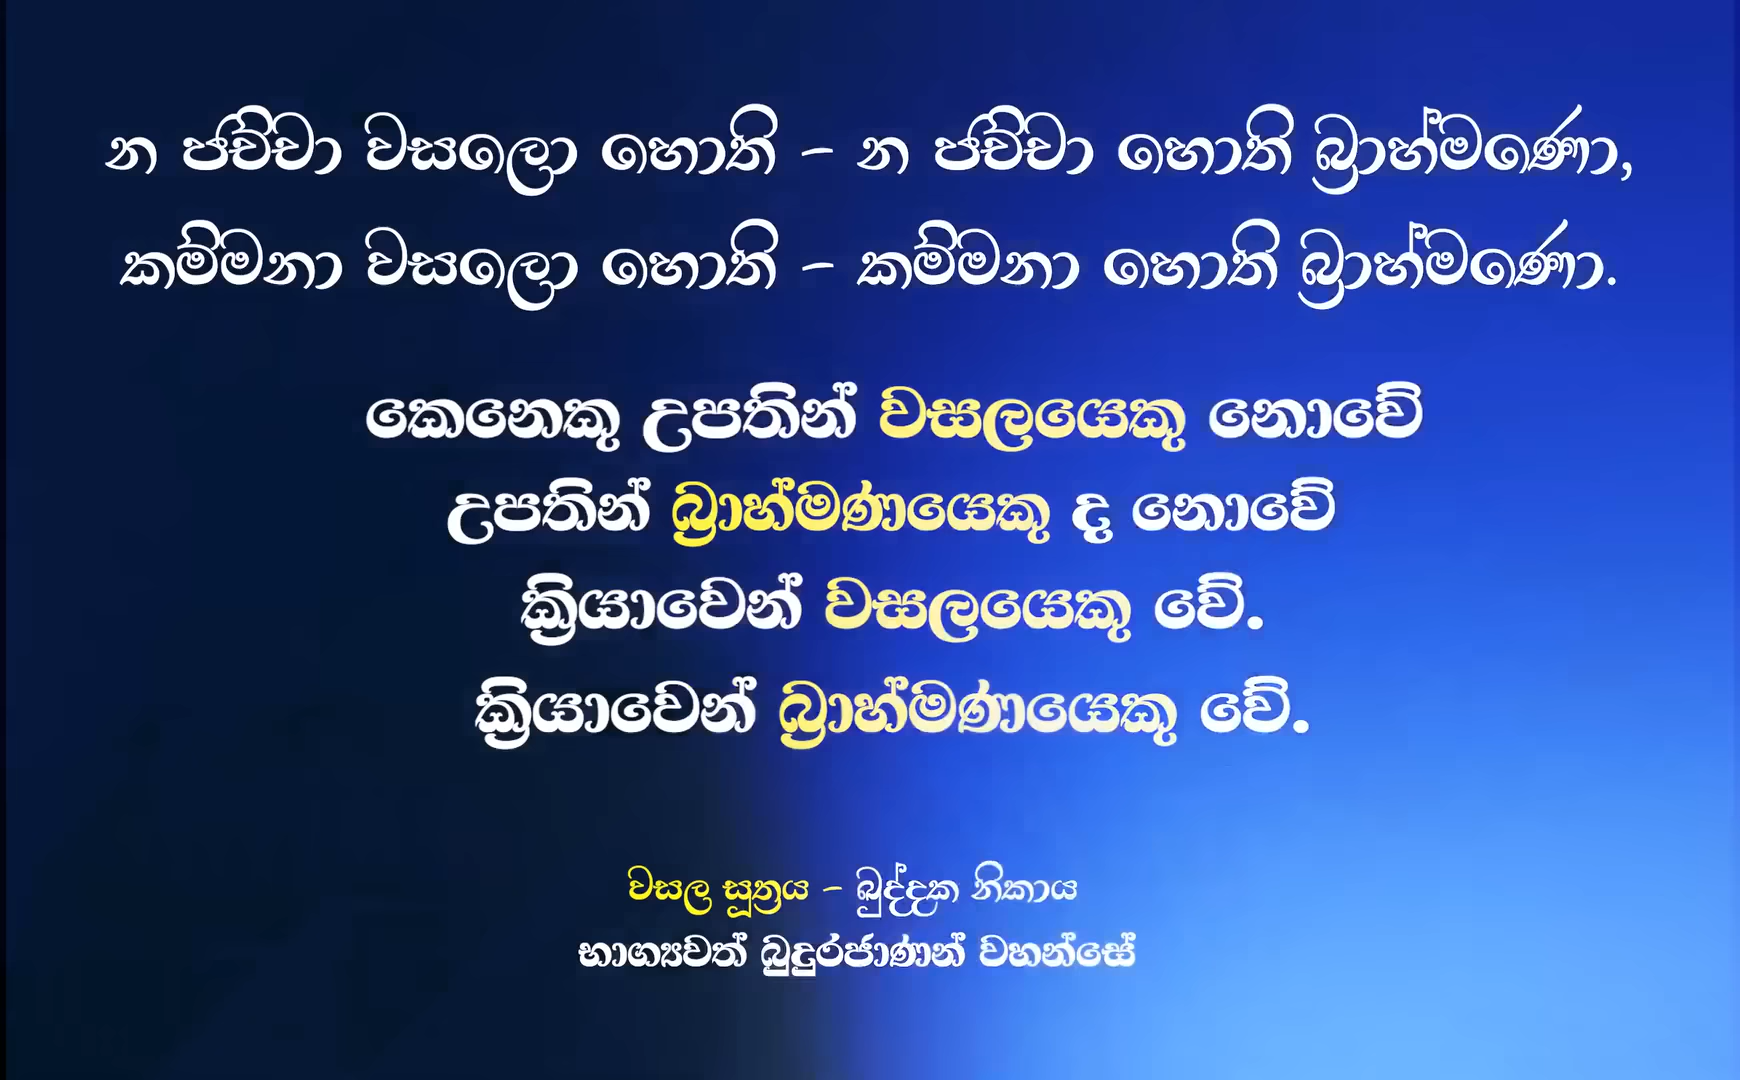 න ජච්චා වසලො හොති – න ජච්චා හොති බ්‍රාහ්මණො,
කම්මනා වසලො හොති – කම්මනා හොති බ්‍රාහ්මණො.
කෙනෙකු උපතින් වසලයෙකු නොවේ
උපතින් බ්‍රාහ්මණයෙකු ද නොවේ
ක්‍රියාවෙන් වසලයෙකු වේ.
ක්‍රියාවෙන් බ්‍රාහ්මණයෙකු වේ.
වසල සූත්‍රය – ඛුද්දක නිකාය
භාග්‍යවත් බුදුරජාණන් වහන්සේ